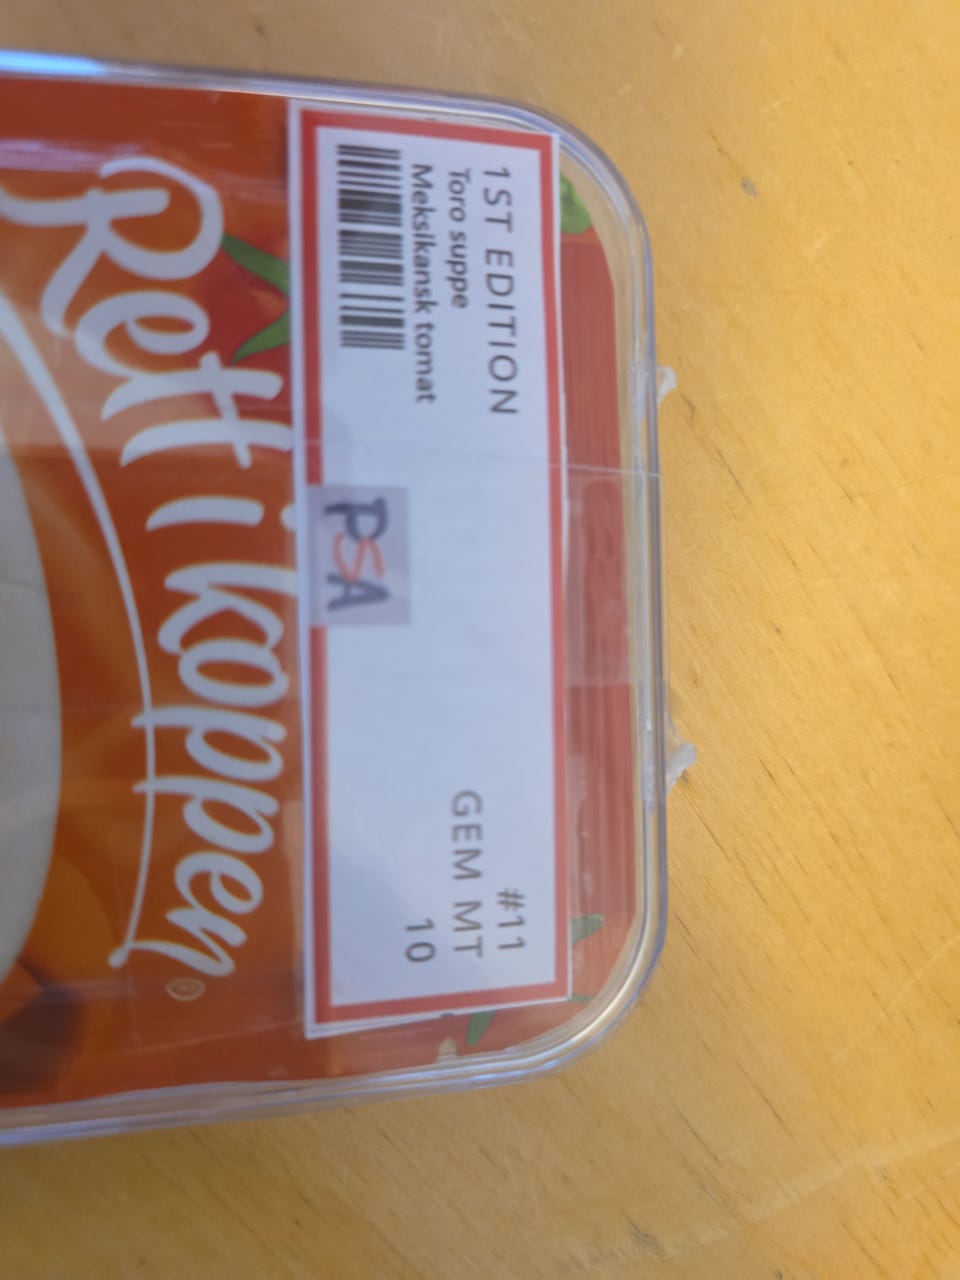 1ST EDITION
#11
Toro suppe
GEM MT
Meksikansk tomat
10
PSA
Rett i koppen®